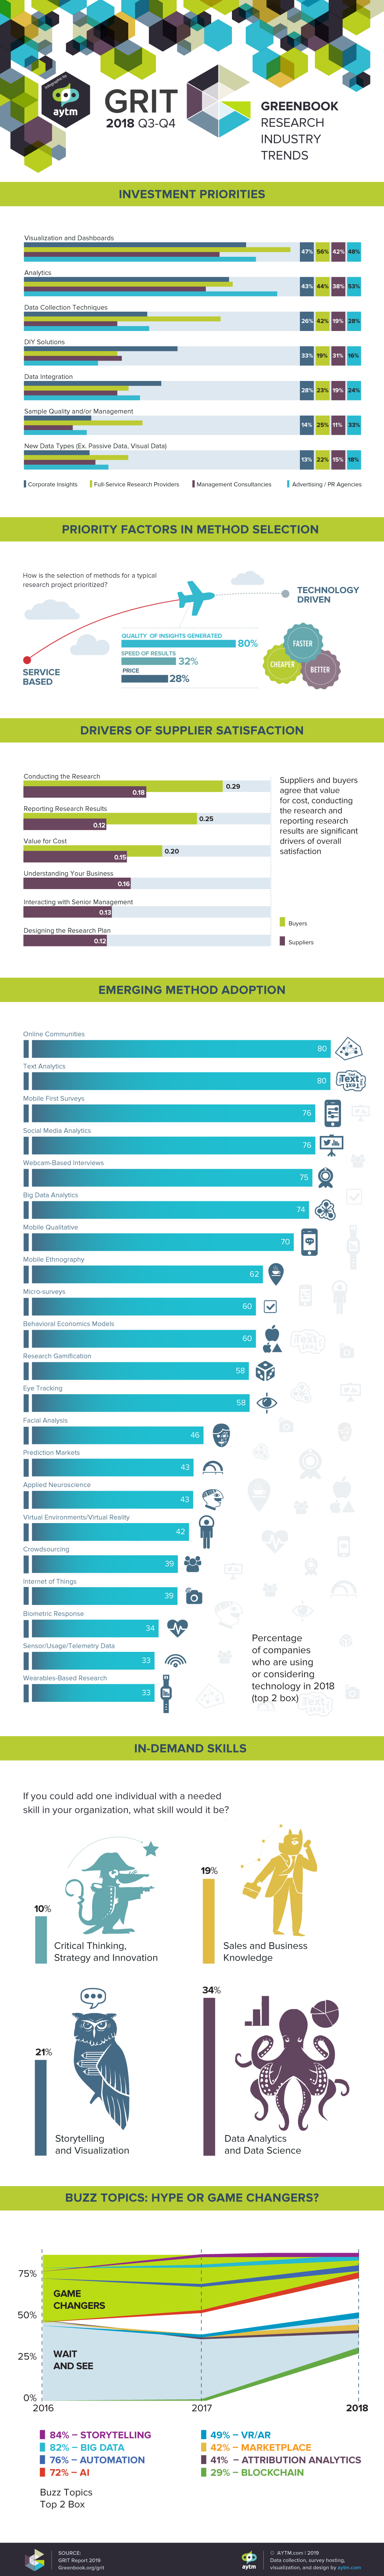 infographic by
aytm
GRIT
2018 Q3-Q4
GREENBOOK
RESEARCH
INDUSTRY
TRENDS
INVESTMENT PRIORITIES
Visualization and Dashboards
47% 56% 42% 48%
Analytics
43% 44% 38% 53%
Data Collection Techniques
26% 42% 19% 28%
DIY Solutions
33% 19% 31% 16%
Data Integration
28% 23% 19% 24%
Sample Quality and/or Management
14% 25% 11% 33%
New Data Types (Ex. Passive Data, Visual Data)
13% 22% 15% 18%
Corporate Insights Full-Service Research Providers Management Consultancies Advertising / PR Agencies
PRIORITY FACTORS IN METHOD SELECTION
How is the selection of methods for a typical
research project prioritized?
TECHNOLOGY
DRIVEN
SERVICE
BASED
QUALITY OF INSIGHTS GENERATED
80%
SPEED OF RESULTS
32%
PRICE
28%
FASTER
CHEAPER
BETTER
DRIVERS OF SUPPLIER SATISFACTION
Conducting the Research
0.29
0.18
Reporting Research Results
0.25
0.12
Value for Cost
0.20
0.15
Understanding Your Business
0.16
Interacting with Senior Management
0.13
Designing the Research Plan
0.12
Suppliers and buyers
agree that value
for cost, conducting
the research and
reporting research
results are significant
drivers of overall
satisfaction
Buyers
Suppliers
EMERGING METHOD ADOPTION
Online Communities
80
Text Analytics
80
Text
Mobile First Surveys
76
Social Media Analytics
76
Webcam-Based Interviews
75
Big Data Analytics
74
Mobile Qualitative
70
Mobile Ethnography
62
Micro-surveys
60
Behavioral Economics Models
60
Research Gamification
58
Eye Tracking
58
Facial Analysis
46
Prediction Markets
43
Applied Neuroscience
43
Virtual Environments/Virtual Reality
42
Crowdsourcing
39
Internet of Things
39
Biometric Response
34
Sensor/Usage/Telemetry Data
33
Wearables-Based Research
33
Percentage
of companies
who are using
or considering
technology in 2018
(top 2 box)
IN-DEMAND SKILLS
If you could add one individual with a needed
skill in your organization, what skill would it be?
10%
Critical Thinking,
Strategy and Innovation
19%
Sales and Business
Knowledge
21%
Storytelling
and Visualization
34%
Data Analytics
and Data Science
BUZZ TOPICS: HYPE OR GAME CHANGERS?
75%
50%
25%
0%
GAME
CHANGERS
WAIT
AND SEE
2016 2017 2018
84% – STORYTELLING
82% – BIG DATA
76% – AUTOMATION
72% – AI
49% – VR/AR
42% – MARKETPLACE
41% – ATTRIBUTION ANALYTICS
29% – BLOCKCHAIN
Buzz Topics
Top 2 Box
SOURCE:
GRIT Report 2019
Greenbook.org/grit
aytm
© AYTM.com | 2019
Data collection, survey hosting,
visualization, and design by aytm.com